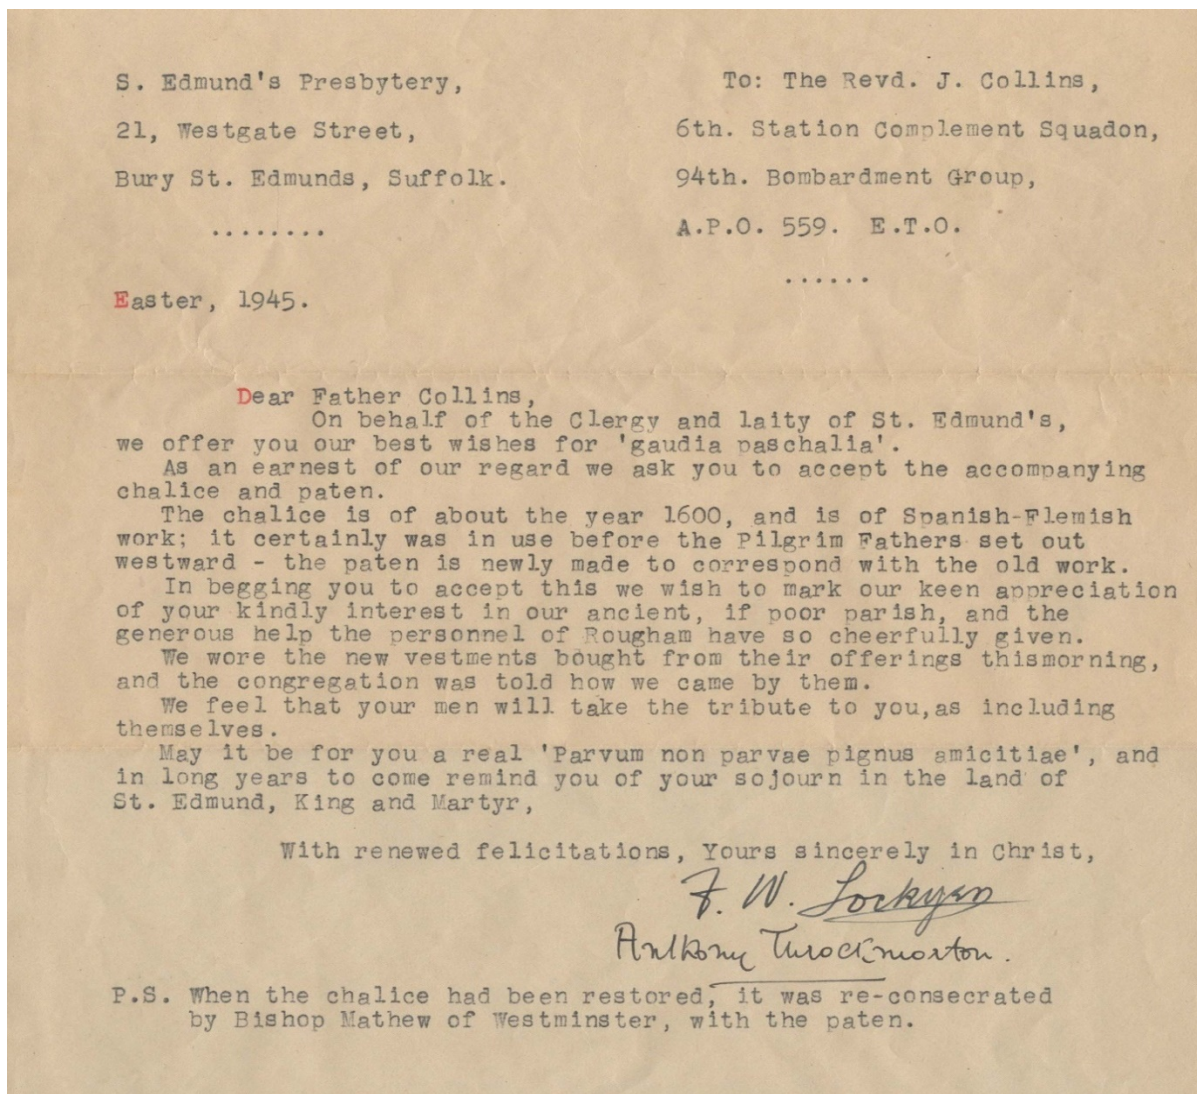 S. Edmund's Presbytery,
21, Westgate Street,
Bury St. Edmunds, Suffolk.
........
To: The Revd. J. Collins,
6th. Station Complement Squadon,
94th. Bombardment Group,
A.P.O. 559. E.T.O.
......
Easter, 1945.
Dear Father Collins,
On behalf of the Clergy and laity of St. Edmund's,
we offer you our best wishes for 'gaudia paschalia'.
As an earnest of our regard we ask you to accept the accompanying
chalice and paten.
The chalice is of about the year 1600, and is of Spanish-Flemish
work; it certainly was in use before the Pilgrim Fathers set out
westward - the paten is newly made to correspond with the old work.
In begging you to accept this we wish to mark our keen appreciation
of your kindly interest in our ancient, if poor parish, and the
generous help the personnel of Rougham have so cheerfully given.
We wore the new vestments bought from their offerings thismorning,
and the congregation was told how we came by them.
We feel that your men will take the tribute to you,as including
themselves.
May it be for you a real 'Parvum non parvae pignus amicitiae', and
in long years to come remind you of your sojourn in the land of
St. Edmund, King and Martyr,
With renewed felicitations, Yours sincerely in Christ,
F. W. Lockyer
Anthony Throckmorton.
P.S. When the chalice had been restored, it was re-consecrated
by Bishop Mathew of Westminster, with the paten.